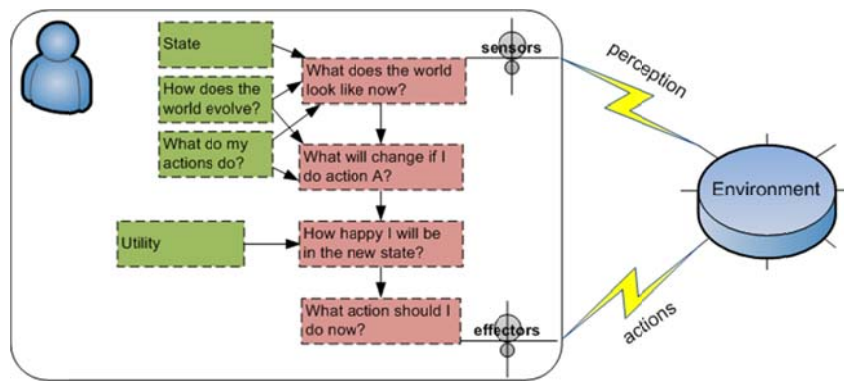 State
sensors
What does the world
look like now?
perception
How does the
world evolve?
What do my
actions do?
What will change if I
do action A?
Environment
Utility
How happy I will be
in the new state?
What action should I
do now?
effectors
actions